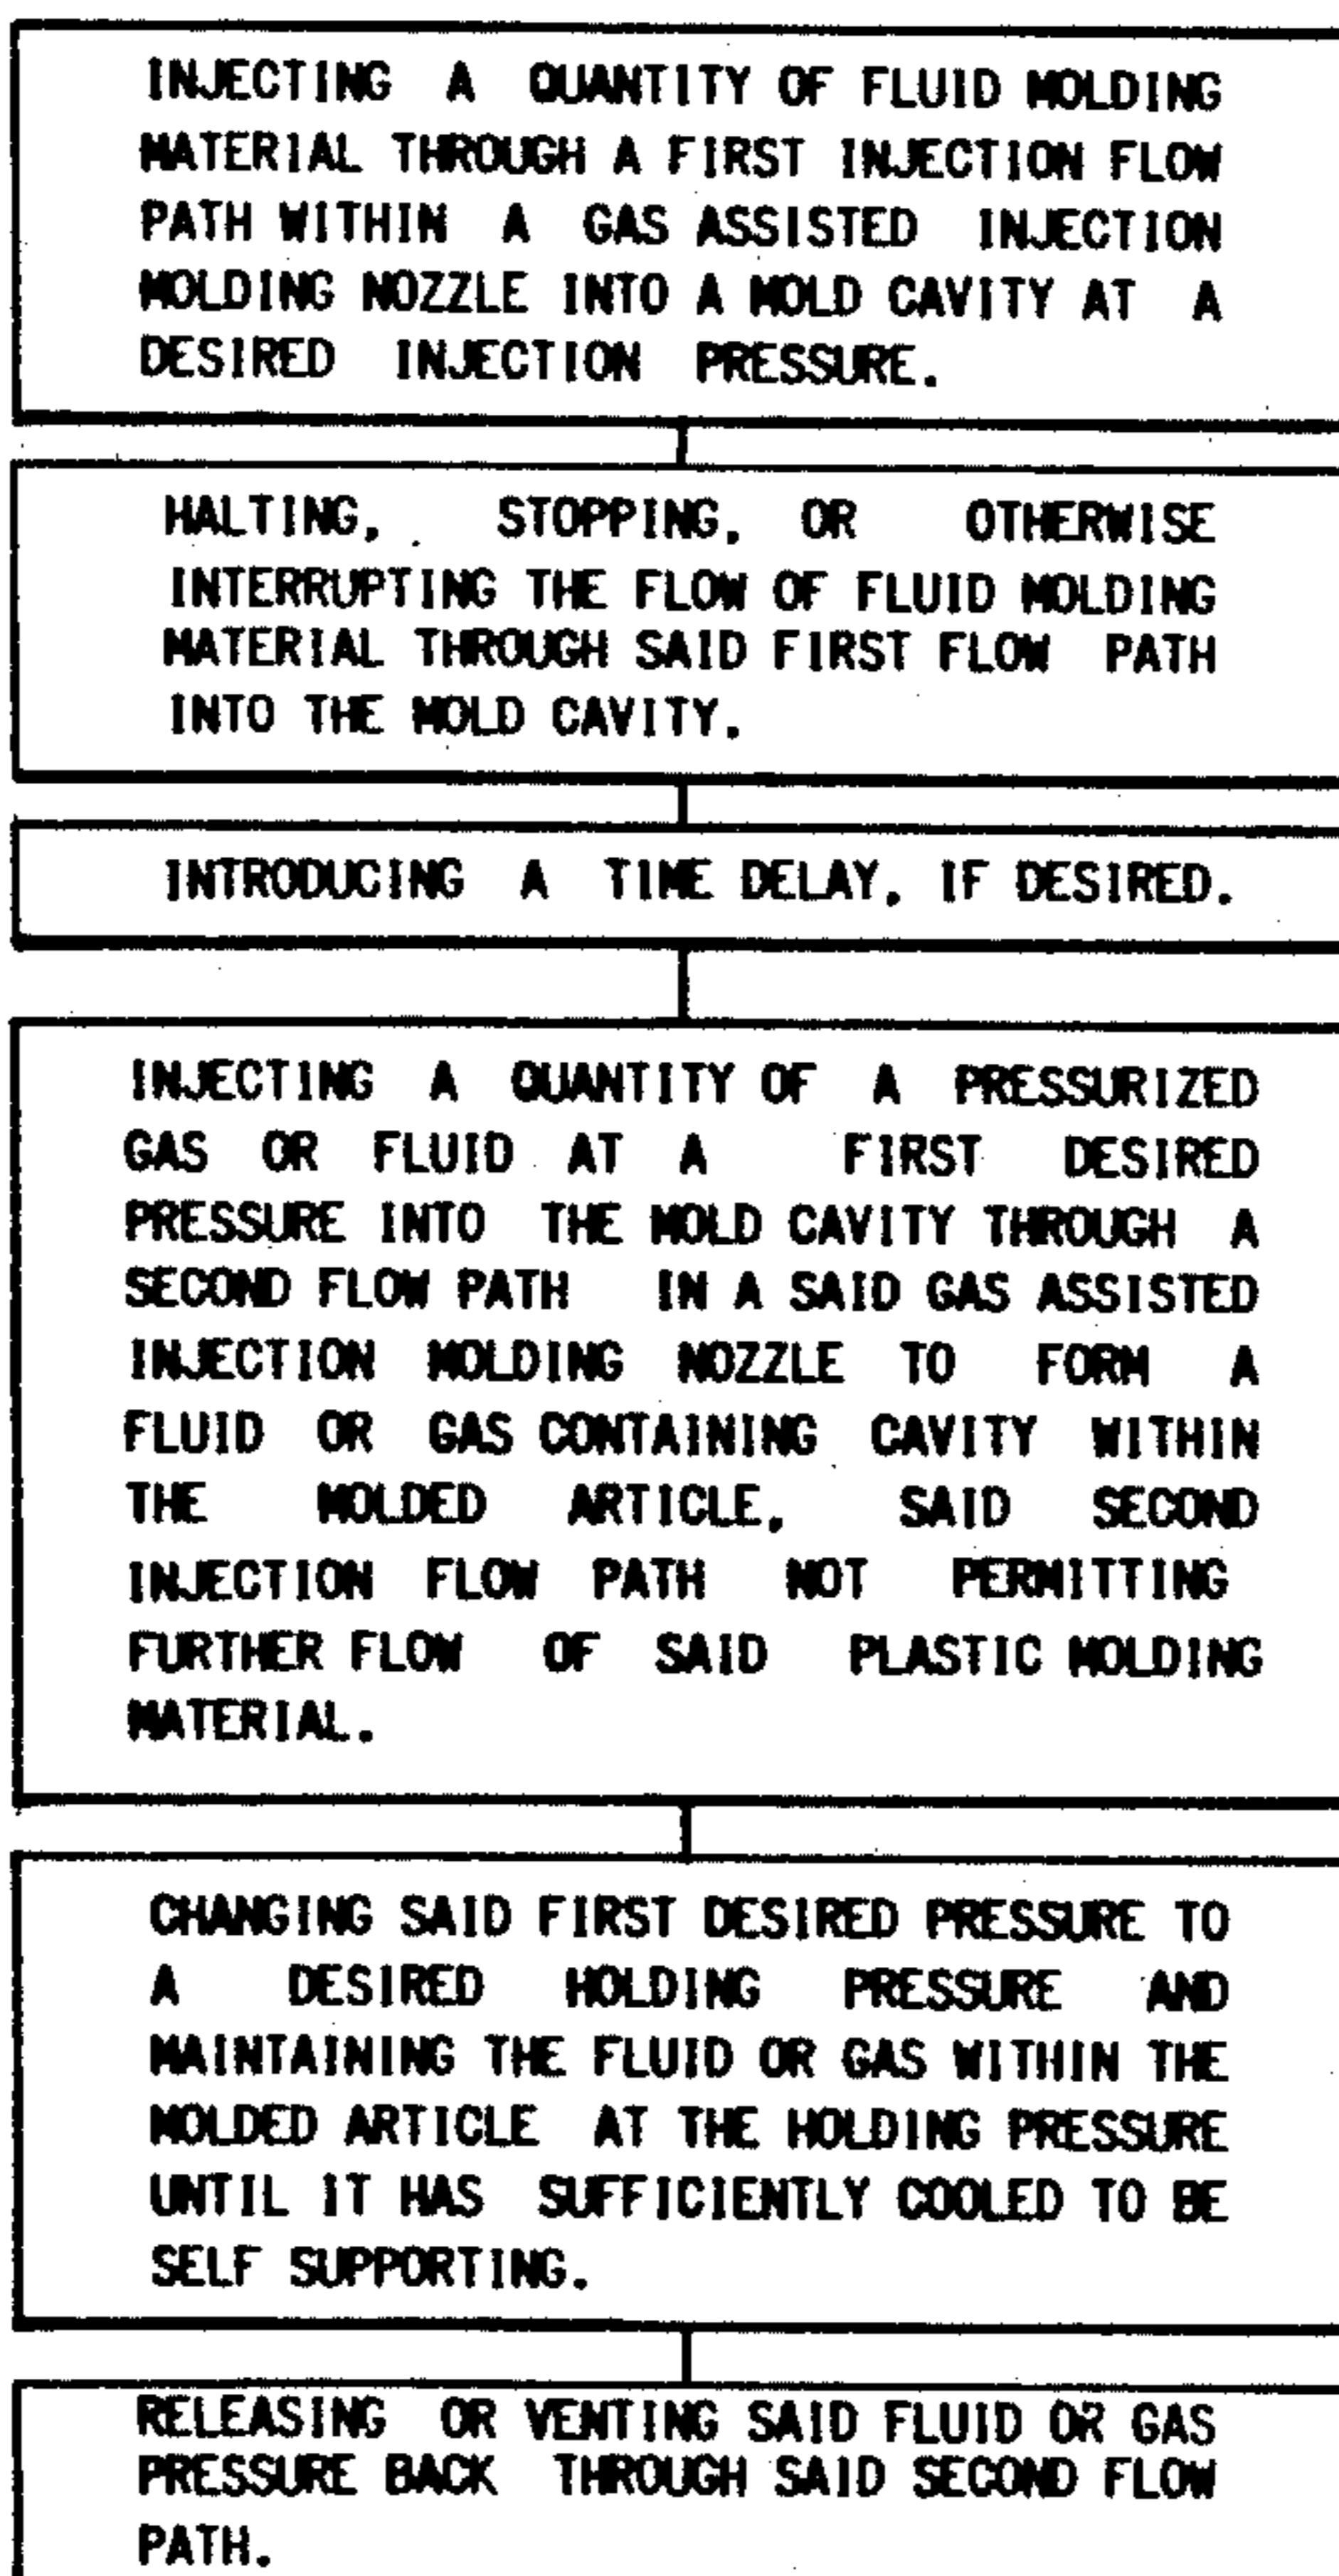 INJECTING A QUANTITY OF FLUID MOLDING
MATERIAL THROUGH A FIRST INJECTION FLOW
PATH WITHIN A GAS ASSISTED INJECTION
MOLDING NOZZLE INTO A MOLD CAVITY AT A
DESIRED INJECTION PRESSURE.
HALTING, STOPPING, OR OTHERWISE
INTERRUPTING THE FLOW OF FLUID MOLDING
MATERIAL THROUGH SAID FIRST FLOW PATH
INTO THE MOLD CAVITY.
INTRODUCING A TIME DELAY, IF DESIRED.
INJECTING A QUANTITY OF A PRESSURIZED
GAS OR FLUID AT A FIRST DESIRED
PRESSURE INTO THE MOLD CAVITY THROUGH A
SECOND FLOW PATH IN A SAID GAS ASSISTED
INJECTION MOLDING NOZZLE TO FORM A
FLUID OR GAS CONTAINING CAVITY WITHIN
THE MOLDED ARTICLE, SAID SECOND
INJECTION FLOW PATH NOT PERMITTING
FURTHER FLOW OF SAID PLASTIC MOLDING
MATERIAL.
CHANGING SAID FIRST DESIRED PRESSURE TO
A DESIRED HOLDING PRESSURE AND
MAINTAINING THE FLUID OR GAS WITHIN THE
MOLDED ARTICLE AT THE HOLDING PRESSURE
UNTIL IT HAS SUFFICIENTLY COOLED TO BE
SELF SUPPORTING.
RELEASING OR VENTING SAID FLUID OR GAS
PRESSURE BACK THROUGH SAID SECOND FLOW
PATH.